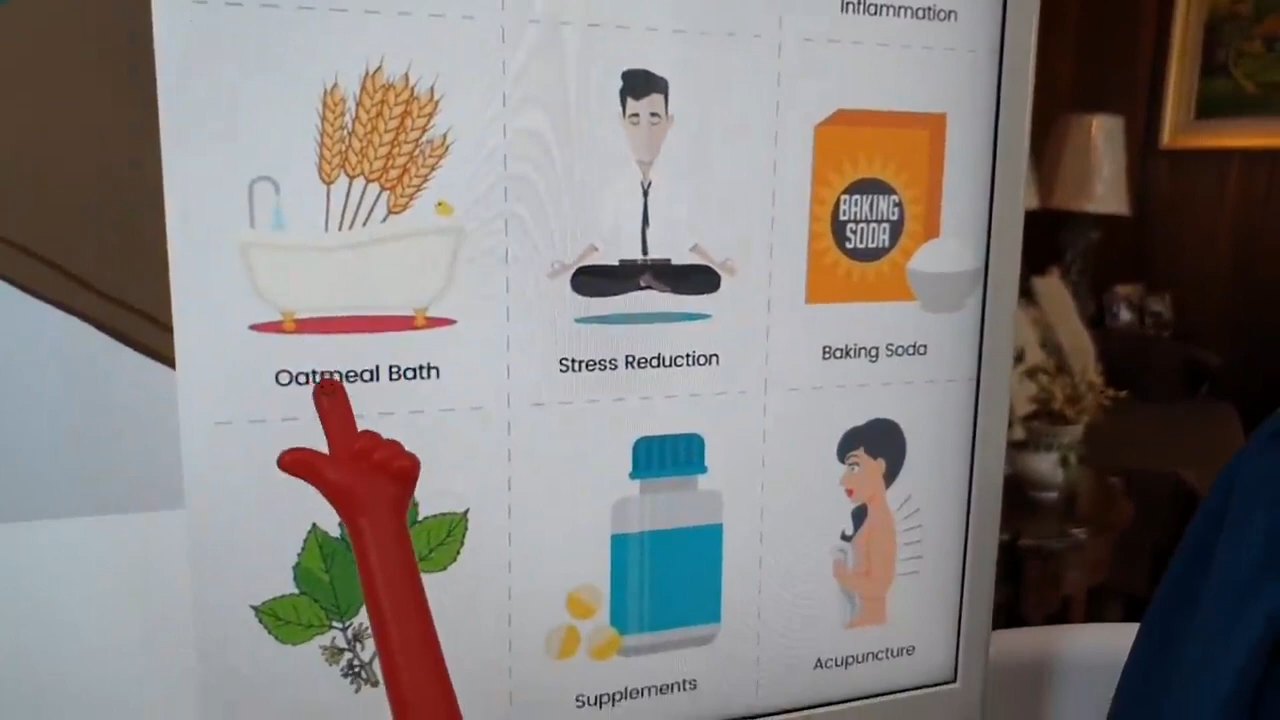 Inflammation
BAKING
SODA
Oatmeal Bath
Stress Reduction
Baking Soda
Supplements
Acupuncture